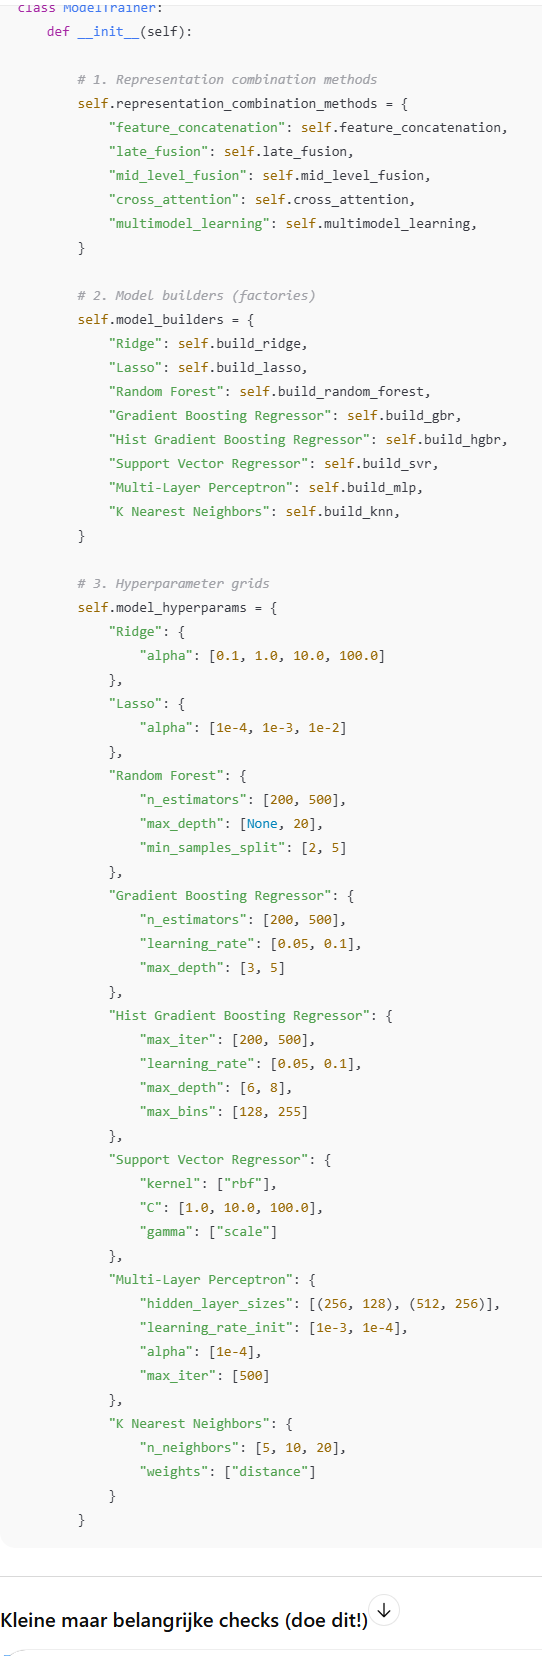 class ModelTrainer:
    def __init__(self):
        # 1. Representation combination methods
        self.representation_combination_methods = {
            "feature_concatenation": self.feature_concatenation,
            "late_fusion": self.late_fusion,
            "mid_level_fusion": self.mid_level_fusion,
            "cross_attention": self.cross_attention,
            "multimodel_learning": self.multimodel_learning,
        }
        # 2. Model builders (factories)
        self.model_builders = {
            "Ridge": self.build_ridge,
            "Lasso": self.build_lasso,
            "Random Forest": self.build_random_forest,
            "Gradient Boosting Regressor": self.build_gbr,
            "Hist Gradient Boosting Regressor": self.build_hgbr,
            "Support Vector Regressor": self.build_svr,
            "Multi-Layer Perceptron": self.build_mlp,
            "K Nearest Neighbors": self.build_knn,
        }
        # 3. Hyperparameter grids
        self.model_hyperparams = {
            "Ridge": {
                "alpha": [0.1, 1.0, 10.0, 100.0]
            },
            "Lasso": {
                "alpha": [1e-4, 1e-3, 1e-2]
            },
            "Random Forest": {
                "n_estimators": [200, 500],
                "max_depth": [None, 20],
                "min_samples_split": [2, 5]
            },
            "Gradient Boosting Regressor": {
                "n_estimators": [200, 500],
                "learning_rate": [0.05, 0.1],
                "max_depth": [3, 5]
            },
            "Hist Gradient Boosting Regressor": {
                "max_iter": [200, 500],
                "learning_rate": [0.05, 0.1],
                "max_depth": [6, 8],
                "max_bins": [128, 255]
            },
            "Support Vector Regressor": {
                "kernel": ["rbf"],
                "C": [1.0, 10.0, 100.0],
                "gamma": ["scale"]
            },
            "Multi-Layer Perceptron": {
                "hidden_layer_sizes": [(256, 128), (512, 256)],
                "learning_rate_init": [1e-3, 1e-4],
                "alpha": [1e-4],
                "max_iter": [500]
            },
            "K Nearest Neighbors": {
                "n_neighbors": [5, 10, 20],
                "weights": ["distance"]
            }
        }
Kleine maar belangrijke checks (doe dit!)